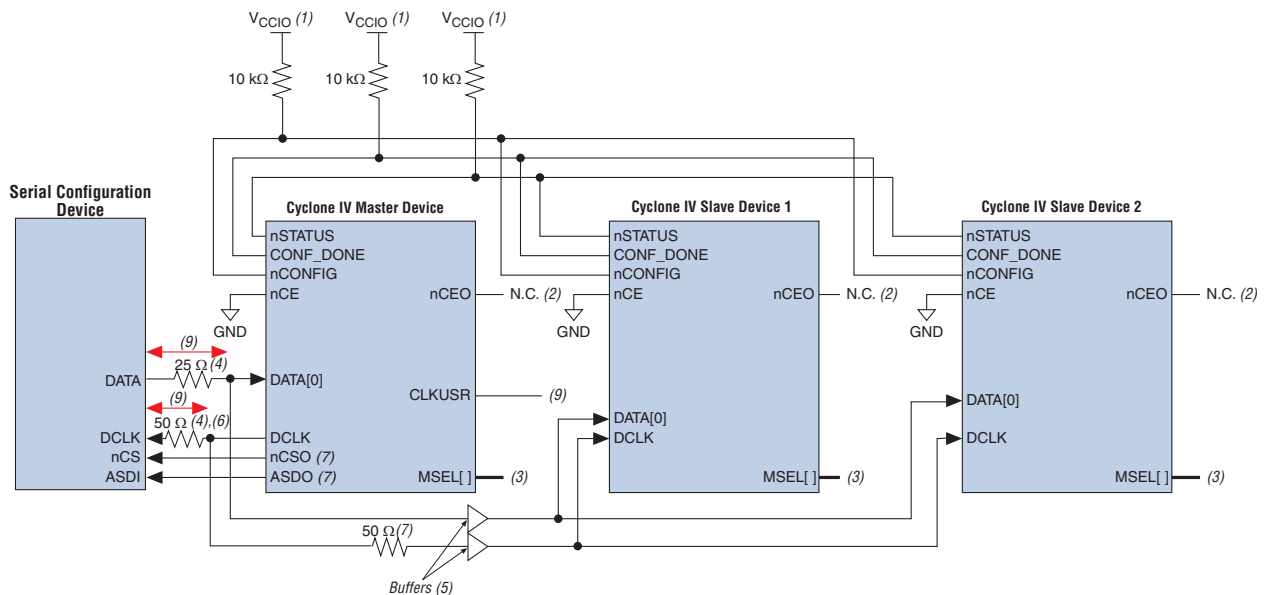 VCCIO (1) VCCIO (1) VCCIO (1)
10 kΩ 10 kΩ 10 kΩ
Serial Configuration
Device
DATA
DCLK
nCS
ASDI
(9)
25 Ω (4)
(9)
50 Ω (4),(6)
Cyclone IV Master Device
nSTATUS
CONF_DONE
nCONFIG
nCE
GND
nCEO N.C. (2)
DATA[0]
CLKUSR (9)
DCLK
nCSO (7)
ASDO (7)
MSEL[ ] (3)
Cyclone IV Slave Device 1
nSTATUS
CONF_DONE
nCONFIG
nCE
GND
nCEO N.C. (2)
DATA[0]
DCLK
MSEL[ ] (3)
Cyclone IV Slave Device 2
nSTATUS
CONF_DONE
nCONFIG
nCE
GND
nCEO N.C. (2)
DATA[0]
DCLK
MSEL[ ] (3)
50 Ω (7)
Buffers (5)